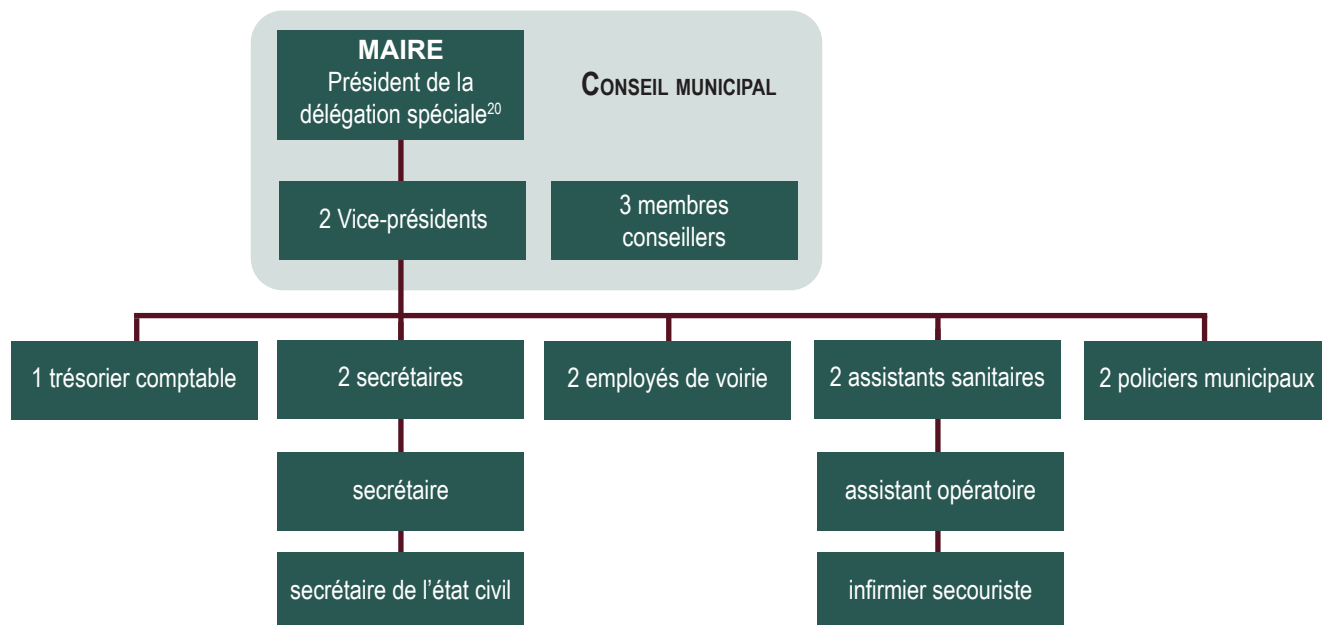 MAIRE
Président de la
délégation spéciale20
CONSEIL MUNICIPAL
2 Vice-présidents
3 membres
conseillers
1 trésorier comptable
2 secrétaires
2 employés de voirie
2 assistants sanitaires
2 policiers municipaux
secrétaire
assistant opératoire
secrétaire de l’état civil
infirmier secouriste